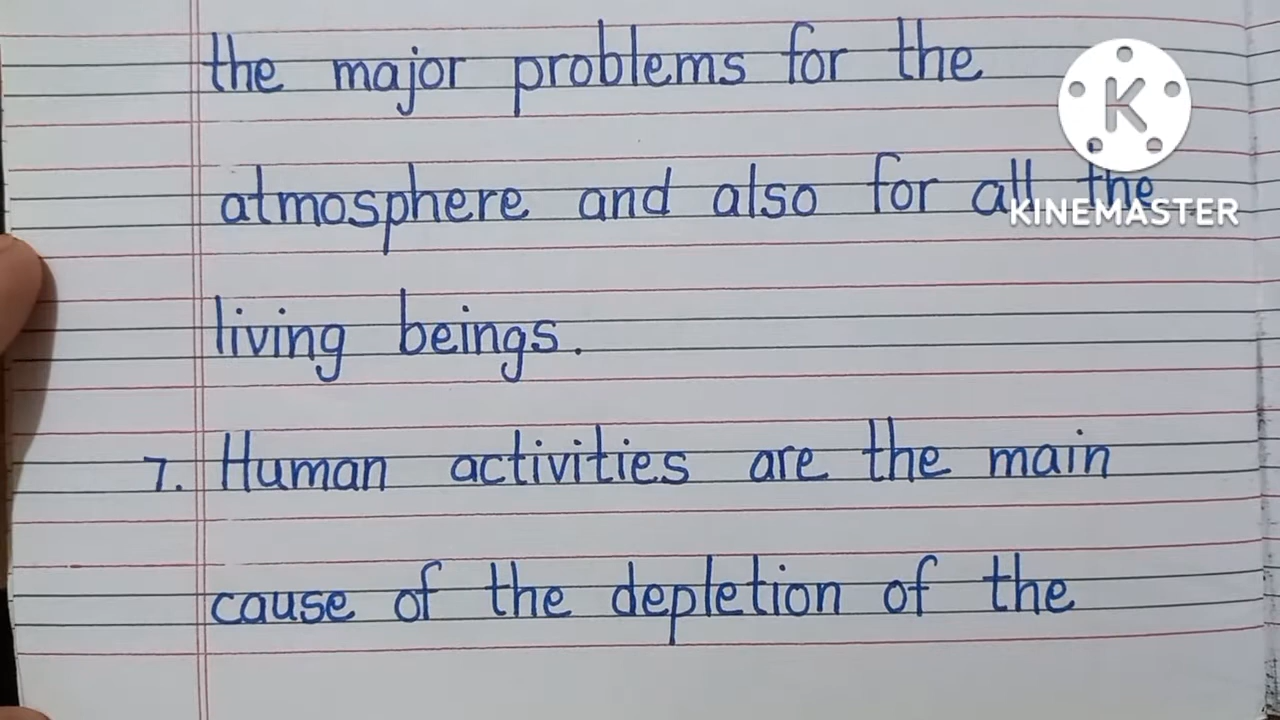 the major problems for the
atmosphere and also for all the
KINEMASTER
living beings.
7. Human activities are the main
cause of the depletion of the